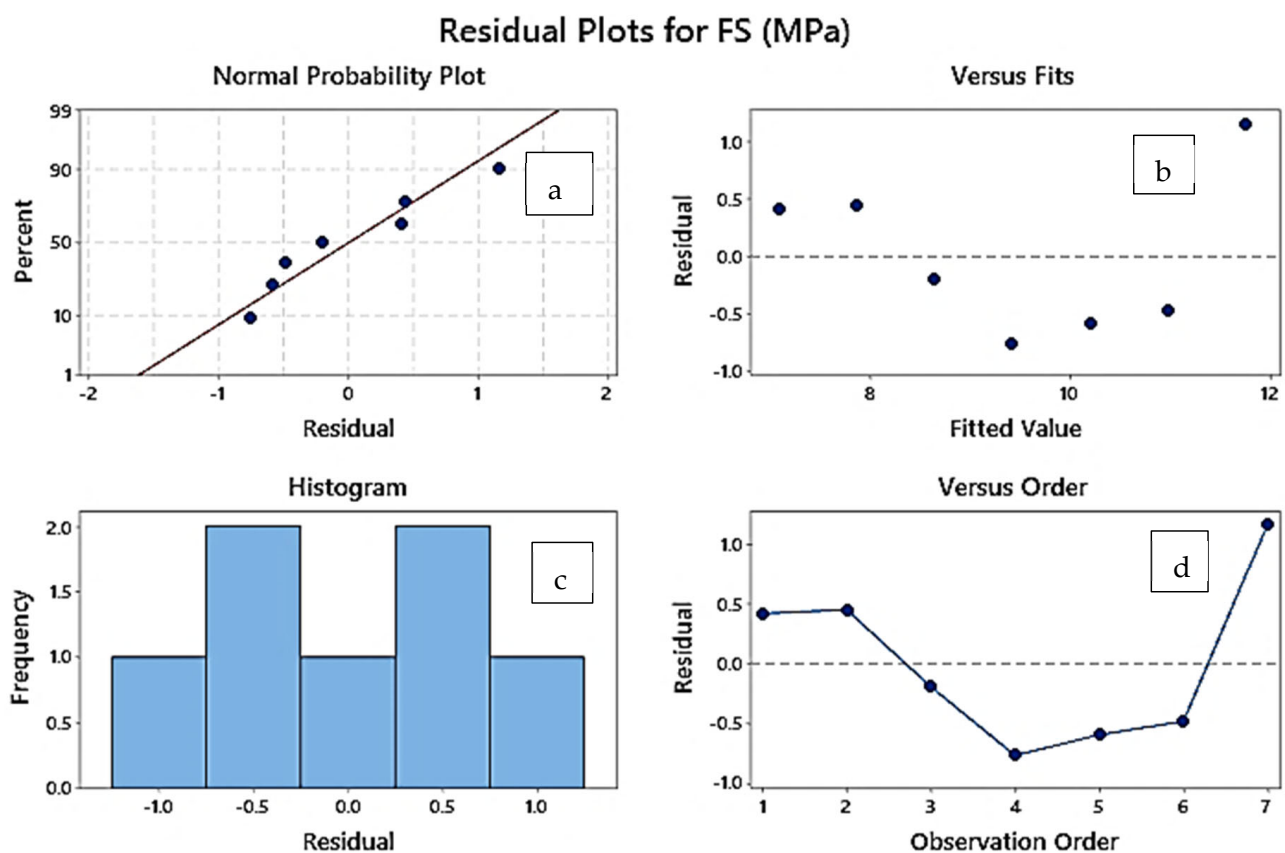 Residual Plots for FS (MPa)
Normal Probability Plot
99
90
50
10
1
Percent
-2 -1 0 1 2
Residual
a
Versus Fits
1.0
0.5
0.0
-0.5
-1.0
Residual
8 10 12
Fitted Value
b
Histogram
2.0
1.5
1.0
0.5
0.0
Frequency
-1.0 -0.5 0.0 0.5 1.0
Residual
c
Versus Order
1.0
0.5
0.0
-0.5
-1.0
Residual
1 2 3 4 5 6 7
Observation Order
d